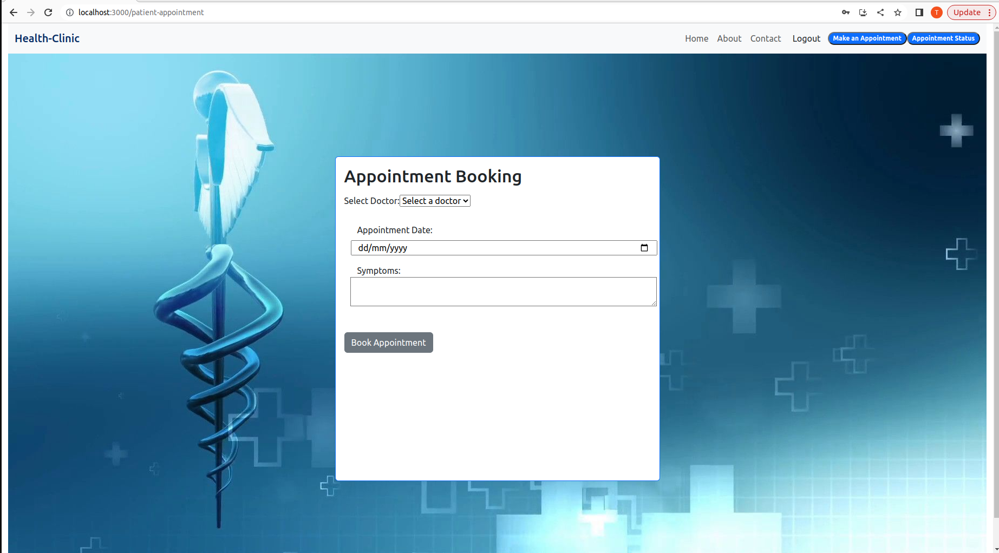 localhost:3000/patient-appointment
T
Update
Health-Clinic
Home About Contact Logout Make an Appointment Appointment Status
Appointment Booking
Select Doctor: Select a doctor
Appointment Date:
dd/mm/yyyy
Symptoms:
Book Appointment